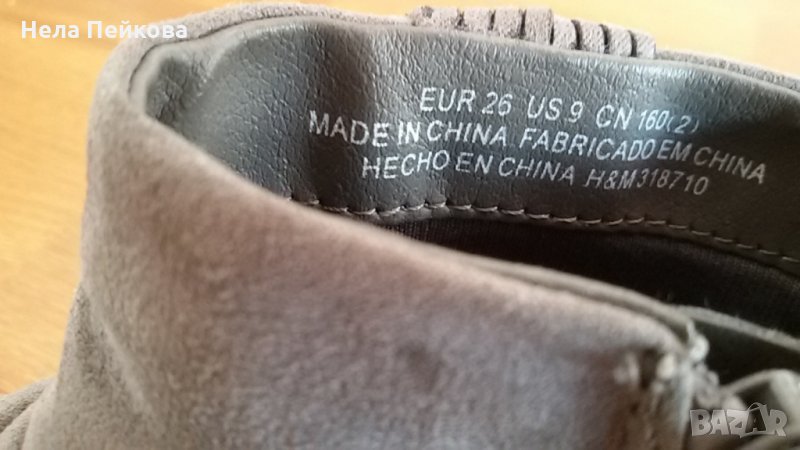 Нела Пейкова
EUR 26 US 9 CN 160(2)
MADE IN CHINA FABRICADO EM CHINA
HECHO EN CHINA H&M318710
BAZAR